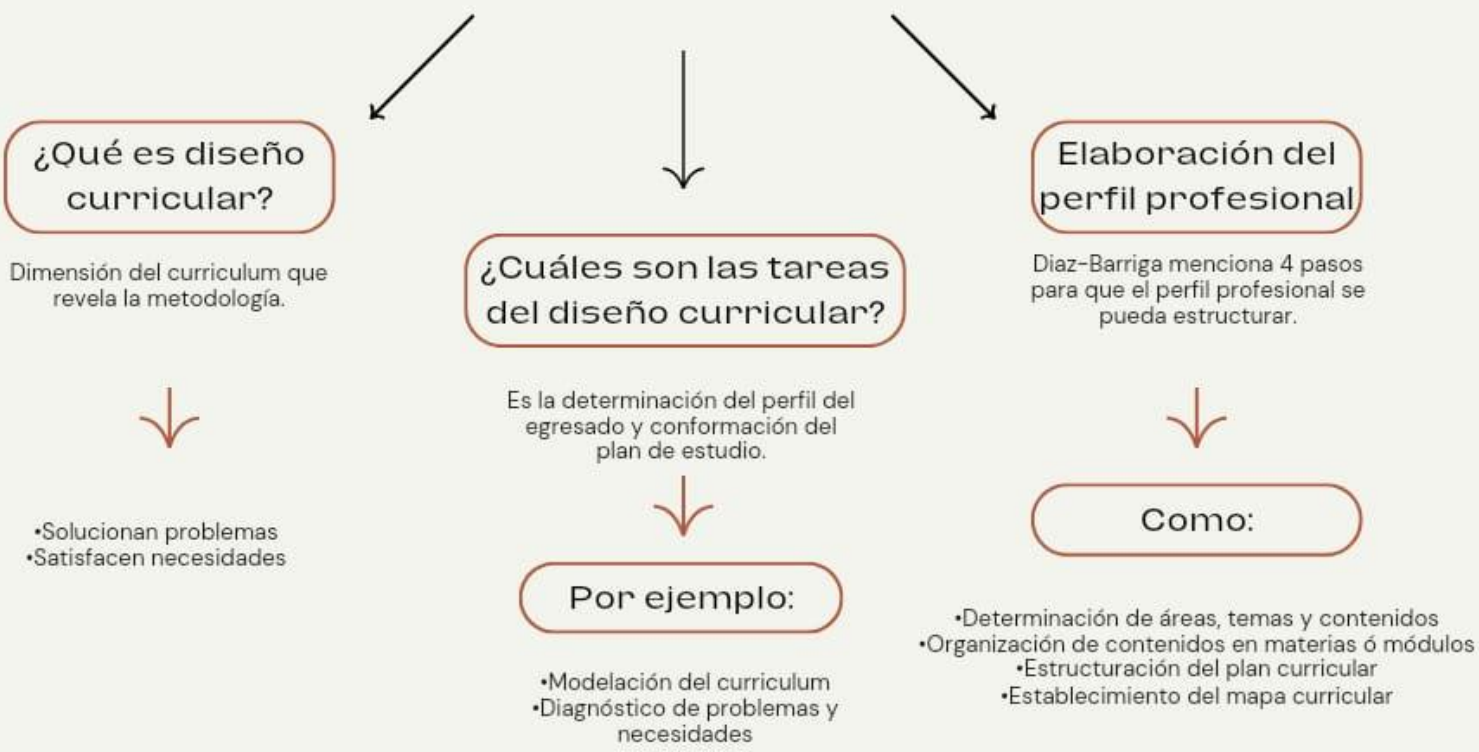 ¿Qué es diseño
curricular?
Dimensión del curriculum que
revela la metodología.
•Solucionan problemas
•Satisfacen necesidades
¿Cuáles son las tareas
del diseño curricular?
Es la determinación del perfil del
egresado y conformación del
plan de estudio.
Por ejemplo:
•Modelación del curriculum
•Diagnóstico de problemas y
necesidades
Elaboración del
perfil profesional
Diaz-Barriga menciona 4 pasos
para que el perfil profesional se
pueda estructurar.
Como:
•Determinación de áreas, temas y contenidos
•Organización de contenidos en materias ó módulos
•Estructuración del plan curricular
•Establecimiento del mapa curricular